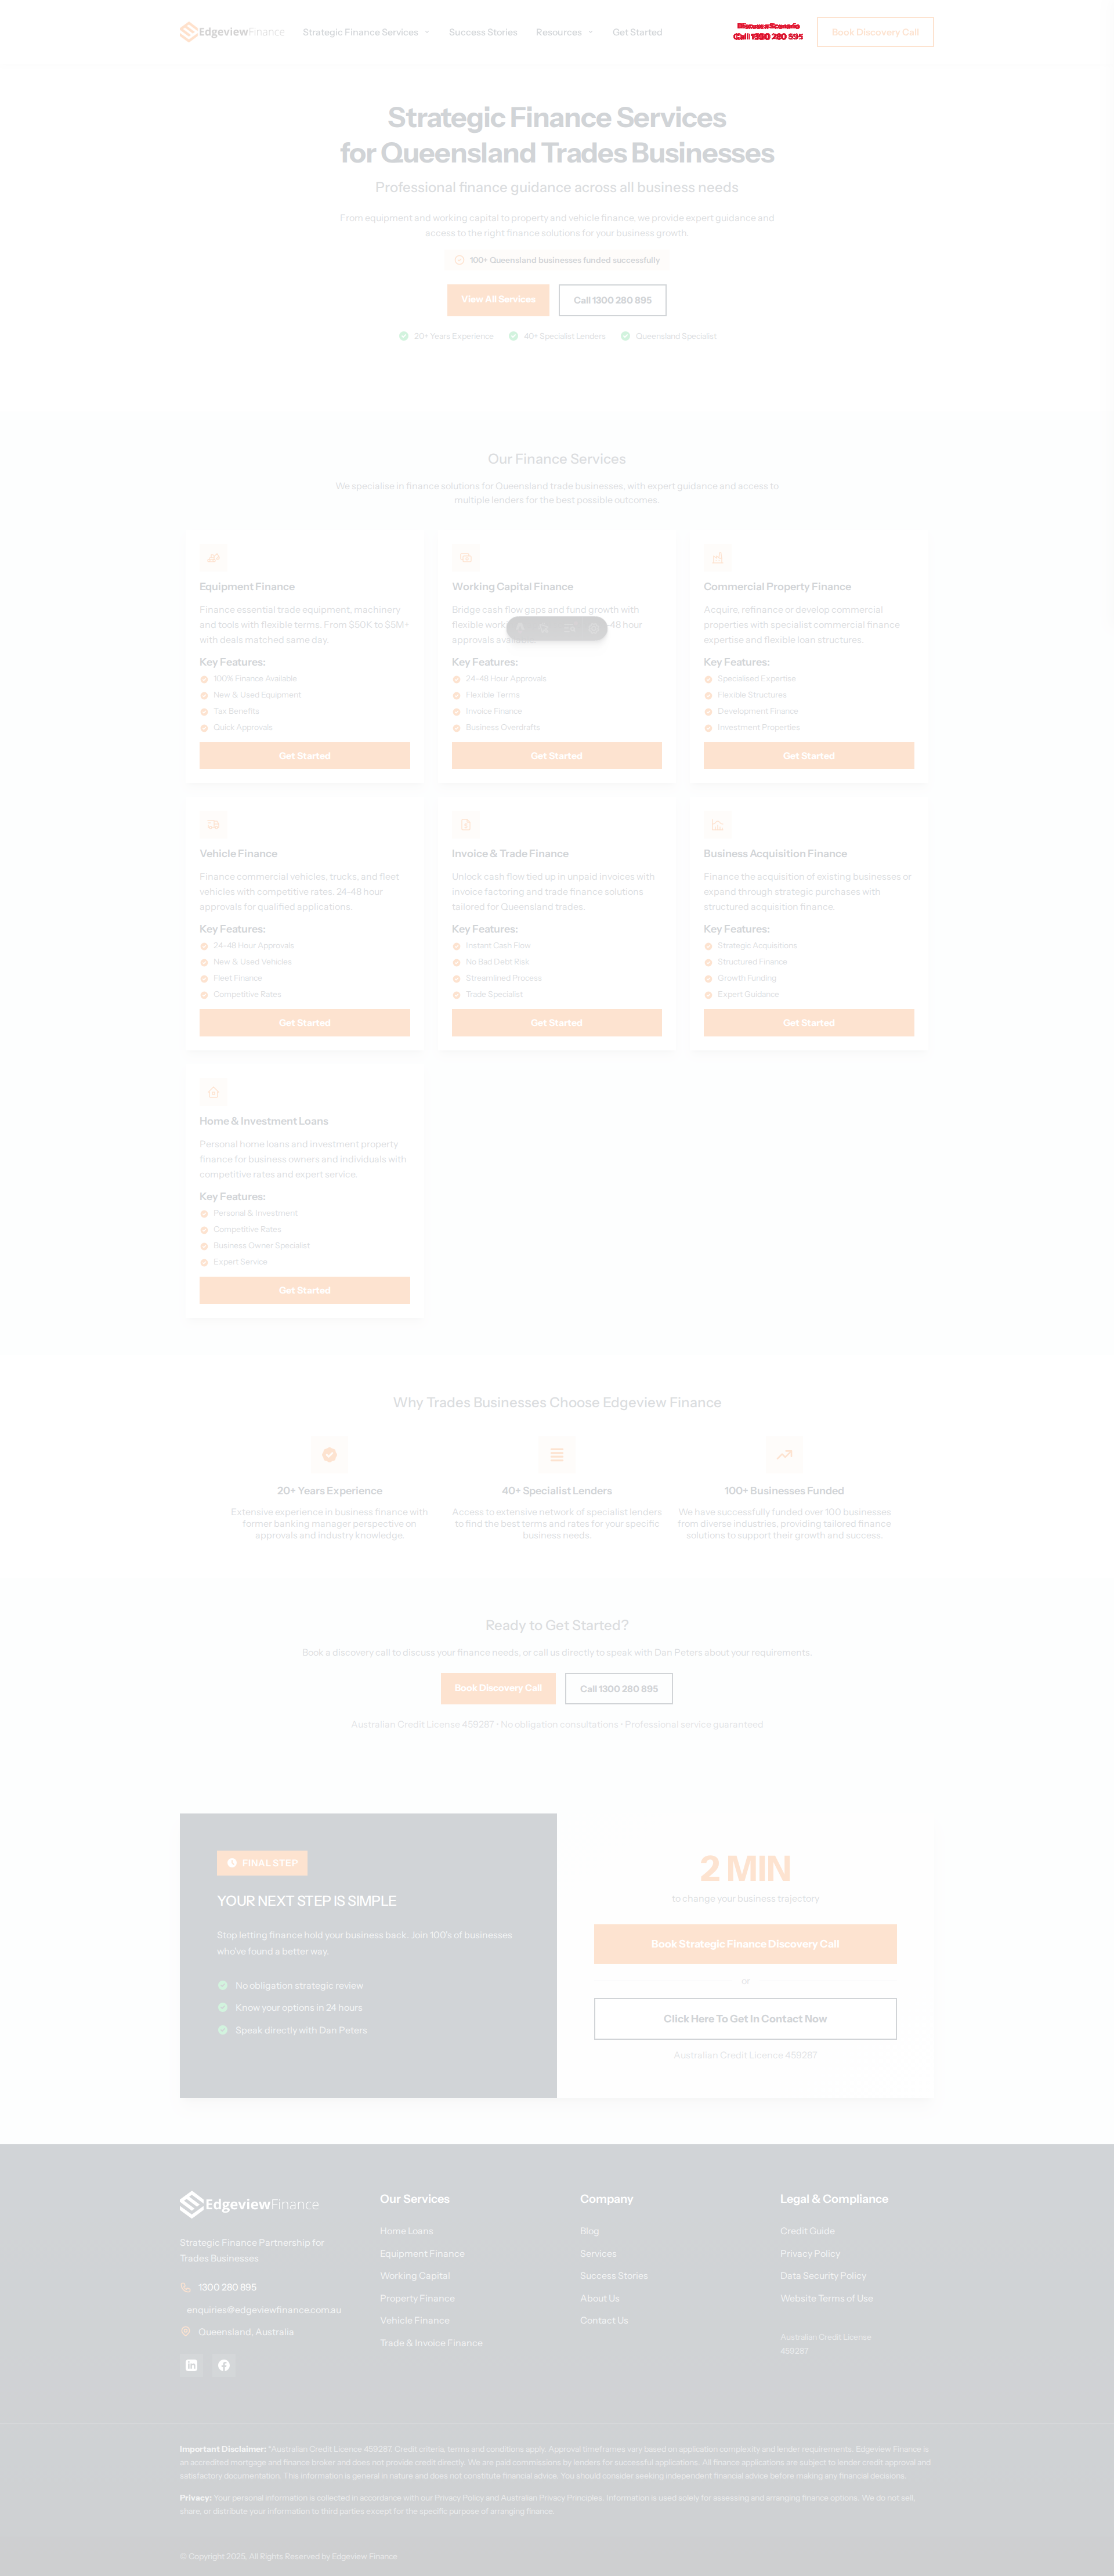 EdgeviewFinance Strategic Finance Services Success Stories Resources Get Started
Call 1300 280 895
Book Discovery Call
Strategic Finance Services
for Queensland Trades Businesses
Professional finance guidance across all business needs
From equipment and working capital to property and vehicle finance, we provide expert guidance and
access to the right finance solutions for your business growth.
100+ Queensland businesses funded successfully
View All Services Call 1300 280 895
20+ Years Experience 40+ Specialist Lenders Queensland Specialist
Our Finance Services
We specialise in finance solutions for Queensland trade businesses, with expert guidance and access to
multiple lenders for the best possible outcomes.
Equipment Finance
Finance essential trade equipment, machinery
and tools with flexible terms. From $50K to $5M+
with deals matched same day.
Key Features:
100% Finance Available
New & Used Equipment
Tax Benefits
Quick Approvals
Get Started
Working Capital Finance
Bridge cash flow gaps and fund growth with
flexible -48 hour
approvals
Key Features:
24-48 Hour Approvals
Flexible Terms
Invoice Finance
Business Overdrafts
Get Started
Commercial Property Finance
Acquire, refinance or develop commercial
properties with specialist commercial finance
expertise and flexible loan structures.
Key Features:
Specialised Expertise
Flexible Structures
Development Finance
Investment Properties
Get Started
Vehicle Finance
Finance commercial vehicles, trucks, and fleet
vehicles with competitive rates. 24-48 hour
approvals for qualified applications.
Key Features:
24-48 Hour Approvals
New & Used Vehicles
Fleet Finance
Competitive Rates
Get Started
Invoice & Trade Finance
Unlock cash flow tied up in unpaid invoices with
invoice factoring and trade finance solutions
tailored for Queensland trades.
Key Features:
Instant Cash Flow
No Bad Debt Risk
Streamlined Process
Trade Specialist
Get Started
Business Acquisition Finance
Finance the acquisition of existing businesses or
expand through strategic purchases with
structured acquisition finance.
Key Features:
Strategic Acquisitions
Structured Finance
Growth Funding
Expert Guidance
Get Started
Home & Investment Loans
Personal home loans and investment property
finance for business owners and individuals with
competitive rates and expert service.
Key Features:
Personal & Investment
Competitive Rates
Business Owner Specialist
Expert Service
Get Started
Why Trades Businesses Choose Edgeview Finance
20+ Years Experience
Extensive experience in business finance with
former banking manager perspective on
approvals and industry knowledge.
40+ Specialist Lenders
Access to extensive network of specialist lenders
to find the best terms and rates for your specific
business needs.
100+ Businesses Funded
We have successfully funded over 100 businesses
from diverse industries, providing tailored finance
solutions to support their growth and success.
Ready to Get Started?
Book a discovery call to discuss your finance needs, or call us directly to speak with Dan Peters about your requirements.
Book Discovery Call Call 1300 280 895
Australian Credit License 459287 • No obligation consultations • Professional service guaranteed
FINAL STEP
YOUR NEXT STEP IS SIMPLE
Stop letting finance hold your business back. Join 100's of businesses
who've found a better way.
No obligation strategic review
Know your options in 24 hours
Speak directly with Dan Peters
2 MIN
to change your business trajectory
Book Strategic Finance Discovery Call
or
Click Here To Get In Contact Now
Australian Credit Licence 459287
EdgeviewFinance
Strategic Finance Partnership for
Trades Businesses
1300 280 895
enquiries@edgeviewfinance.com.au
Queensland, Australia
Our Services
Home Loans
Equipment Finance
Working Capital
Property Finance
Vehicle Finance
Trade & Invoice Finance
Company
Blog
Services
Success Stories
About Us
Contact Us
Legal & Compliance
Credit Guide
Privacy Policy
Data Security Policy
Website Terms of Use
Australian Credit License
459287
Important Disclaimer: *Australian Credit License 459287. Credit criteria, terms and conditions apply. Approval timeframes vary based on application complexity and lender requirements. Edgeview Finance is
an accredited mortgage and finance broker and does not provide credit directly. We are paid commissions by lenders for successful applications. All finance applications are subject to lender credit approval and
satisfactory documentation. This information is general in nature and does not constitute financial advice. You should consider seeking independent financial advice before making any financial decisions.
Privacy: Your personal information is collected in accordance with our Privacy Policy and Australian Privacy Principles. Information is used solely for assessing and arranging finance options. We do not sell,
share, or distribute your information to third parties except for the specific purpose of arranging finance.
© Copyright 2025, All Rights Reserved by Edgeview Finance